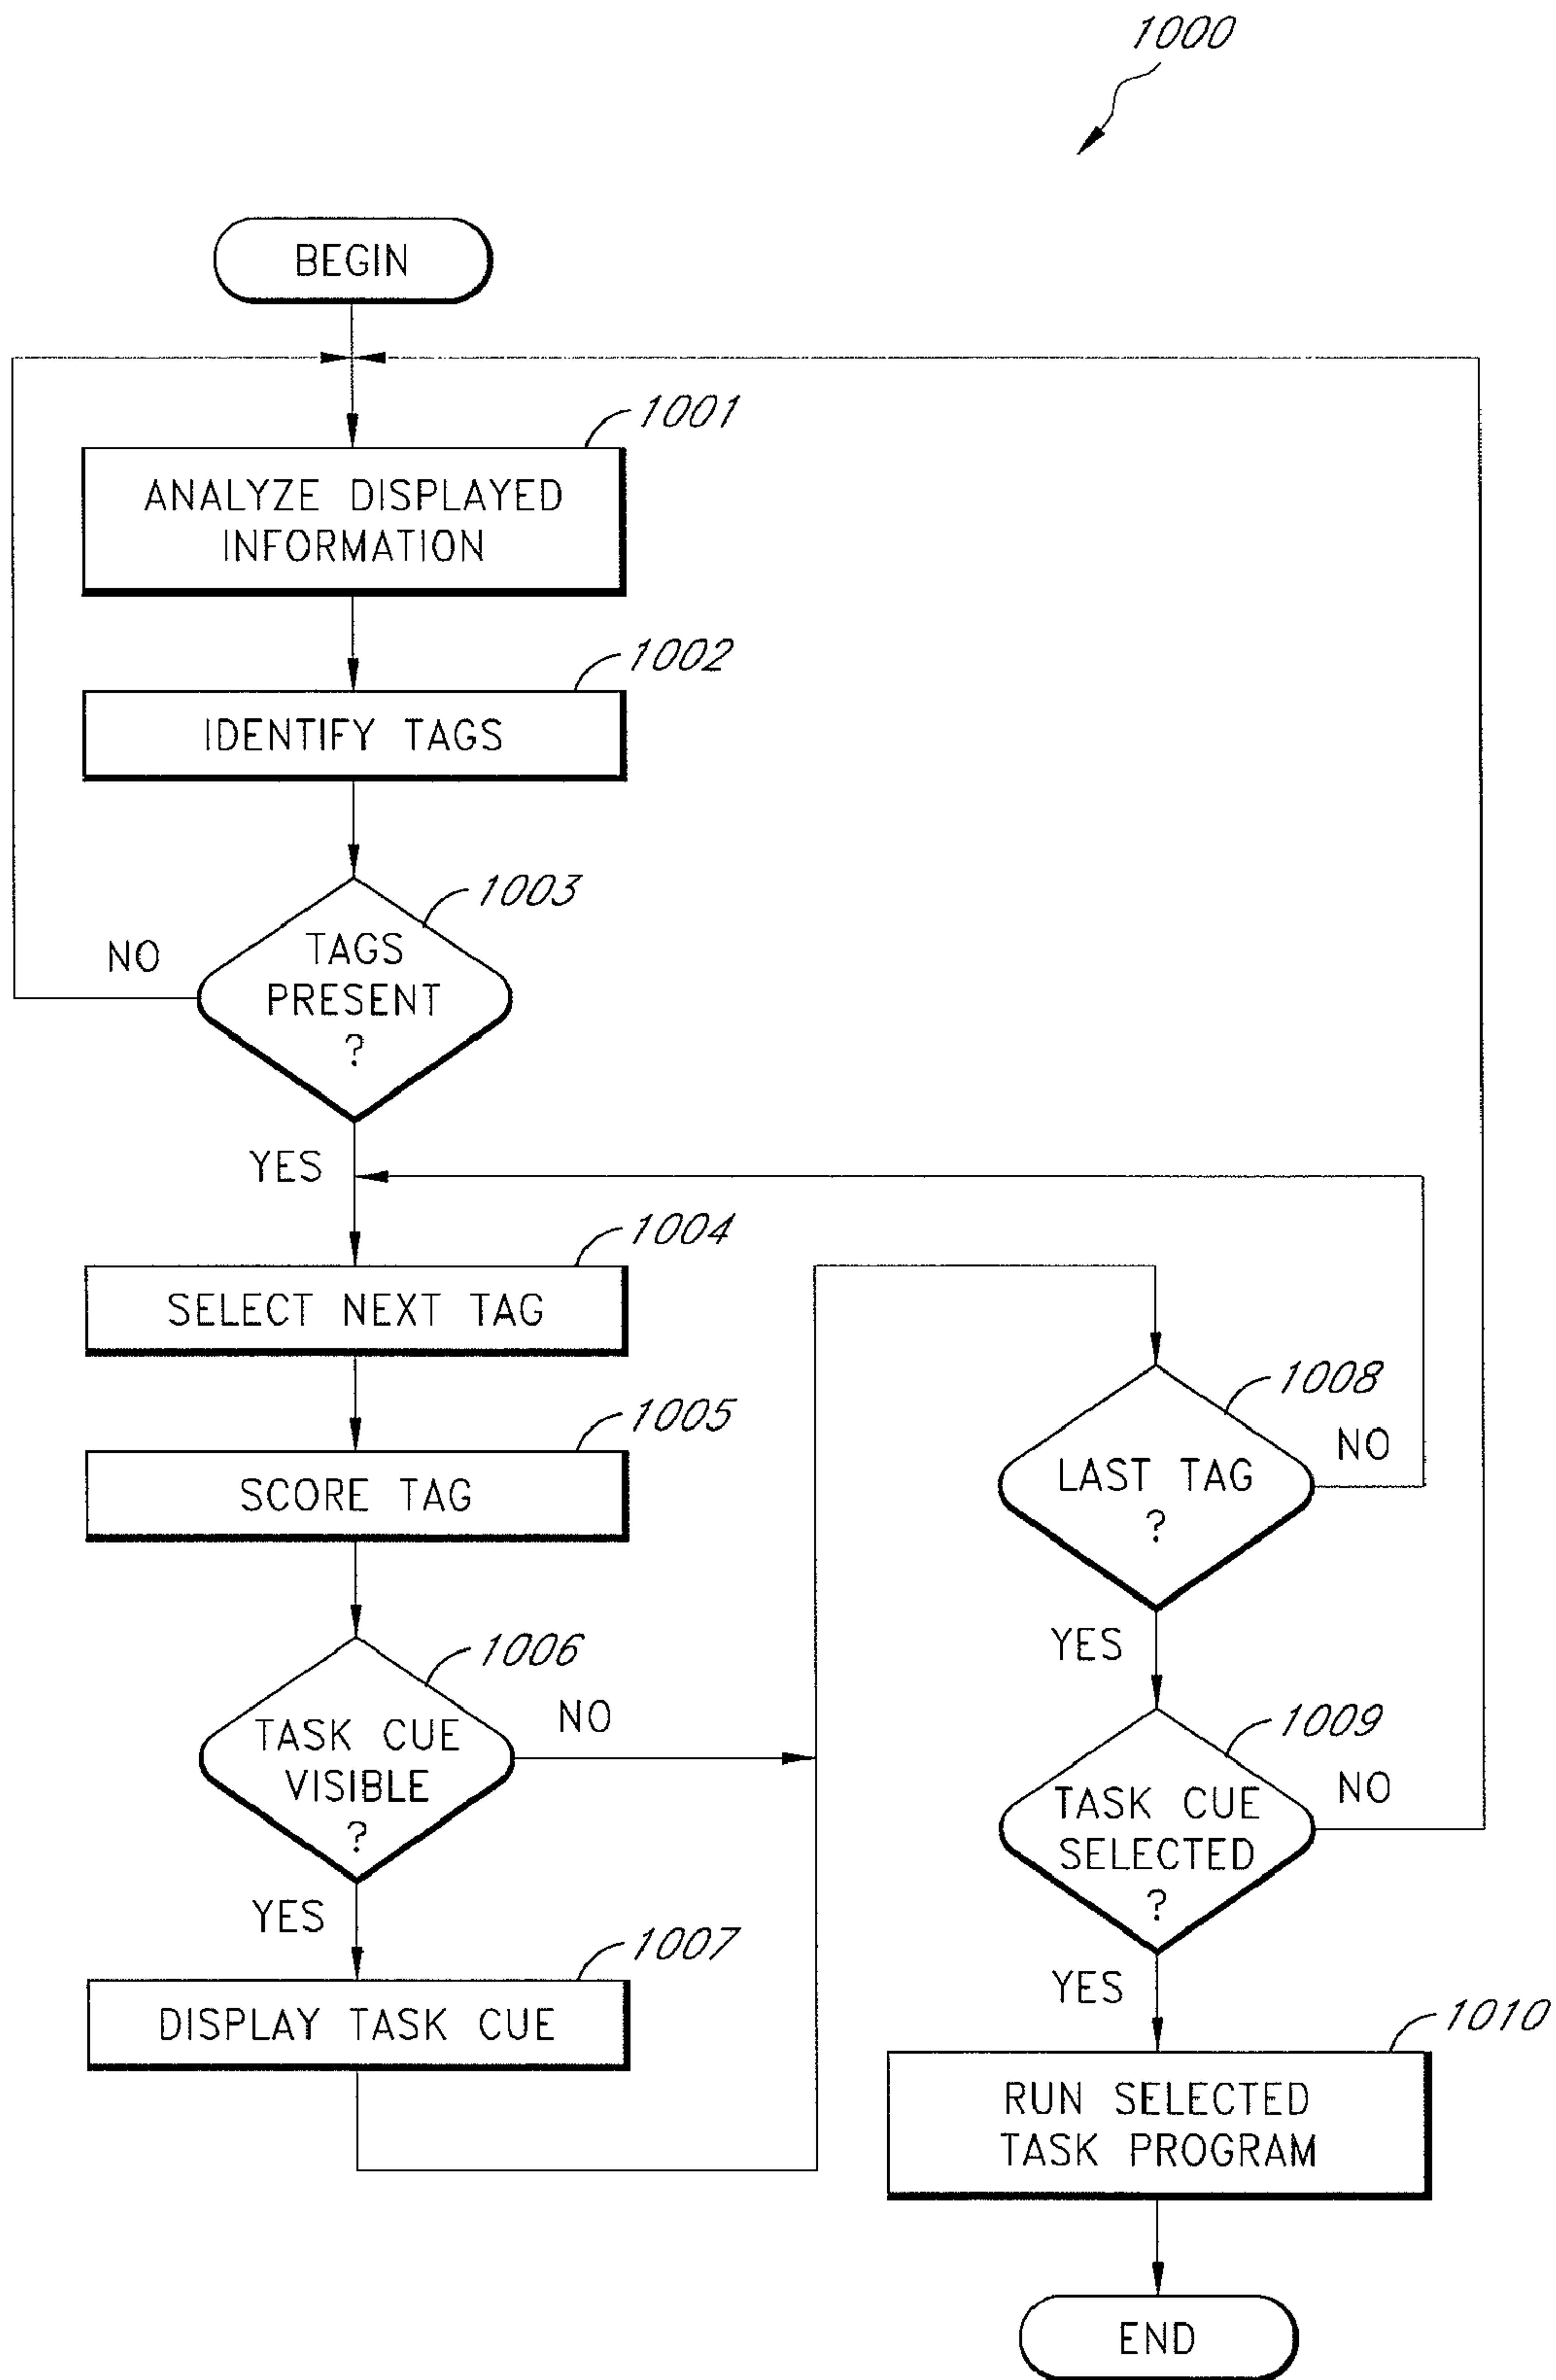 1000
BEGIN
1001
ANALYZE DISPLAYED
INFORMATION
1002
IDENTIFY TAGS
1003
NO
TAGS
PRESENT
?
YES
1004
SELECT NEXT TAG
1005
SCORE TAG
1006
TASK CUE
VISIBLE
?
NO
YES
1007
DISPLAY TASK CUE
1008
LAST TAG
?
NO
YES
1009
TASK CUE
SELECTED
?
NO
YES
1010
RUN SELECTED
TASK PROGRAM
END